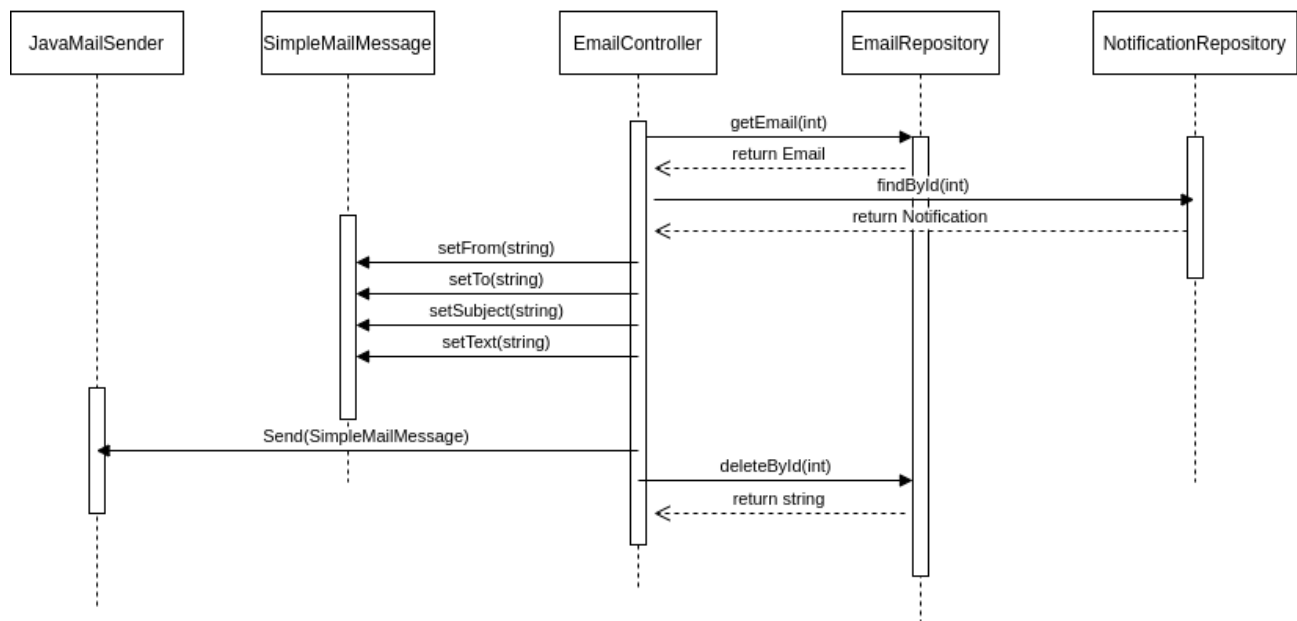 JavaMailSender
SimpleMailMessage
EmailController
EmailRepository
NotificationRepository
getEmail(int)
return Email
findById(int)
return Notification
setFrom(string)
setTo(string)
setSubject(string)
setText(string)
Send(SimpleMailMessage)
deleteById(int)
return string